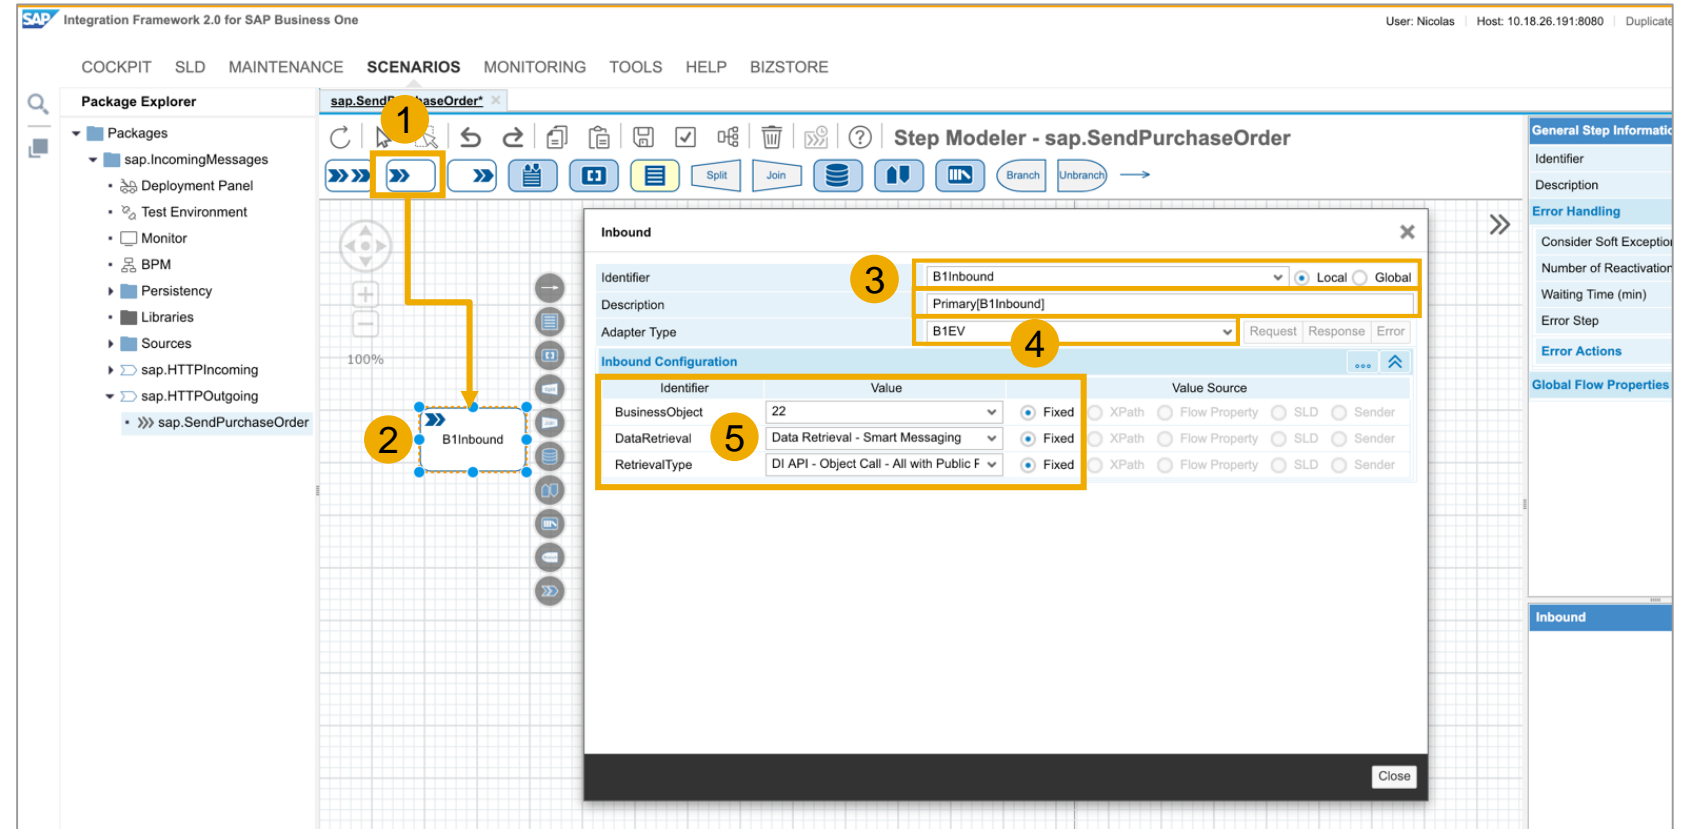 SAP Integration Framework 2.0 for SAP Business One
User: Nicolas Host: 10.18.26.191:8080 Duplicate
COCKPIT SLD MAINTENANCE SCENARIOS MONITORING TOOLS HELP BIZSTORE
Package Explorer
Packages
sap.IncomingMessages
Deployment Panel
Test Environment
Monitor
BPM
Persistency
Libraries
Sources
sap.HTTPIncoming
sap.HTTPOutgoing
sap.SendPurchaseOrder
1
Step Modeler - sap.SendPurchaseOrder
Split Join Branch Unbranch
100%
2
B1Inbound
Inbound
Identifier 3 B1Inbound Local Global
Description Primary[B1Inbound]
Adapter Type B1EV 4 Request Response Error
Inbound Configuration
Identifier Value Value Source
BusinessObject 22 Fixed XPath Flow Property SLD Sender
DataRetrieval 5 Data Retrieval - Smart Messaging Fixed XPath Flow Property SLD Sender
RetrievalType DI API - Object Call - All with Public Fixed XPath Flow Property SLD Sender
Close
General Step Informatio
Identifier
Description
Error Handling
Consider Soft Exception
Number of Reactivation
Waiting Time (min)
Error Step
Error Actions
Global Flow Properties
Inbound